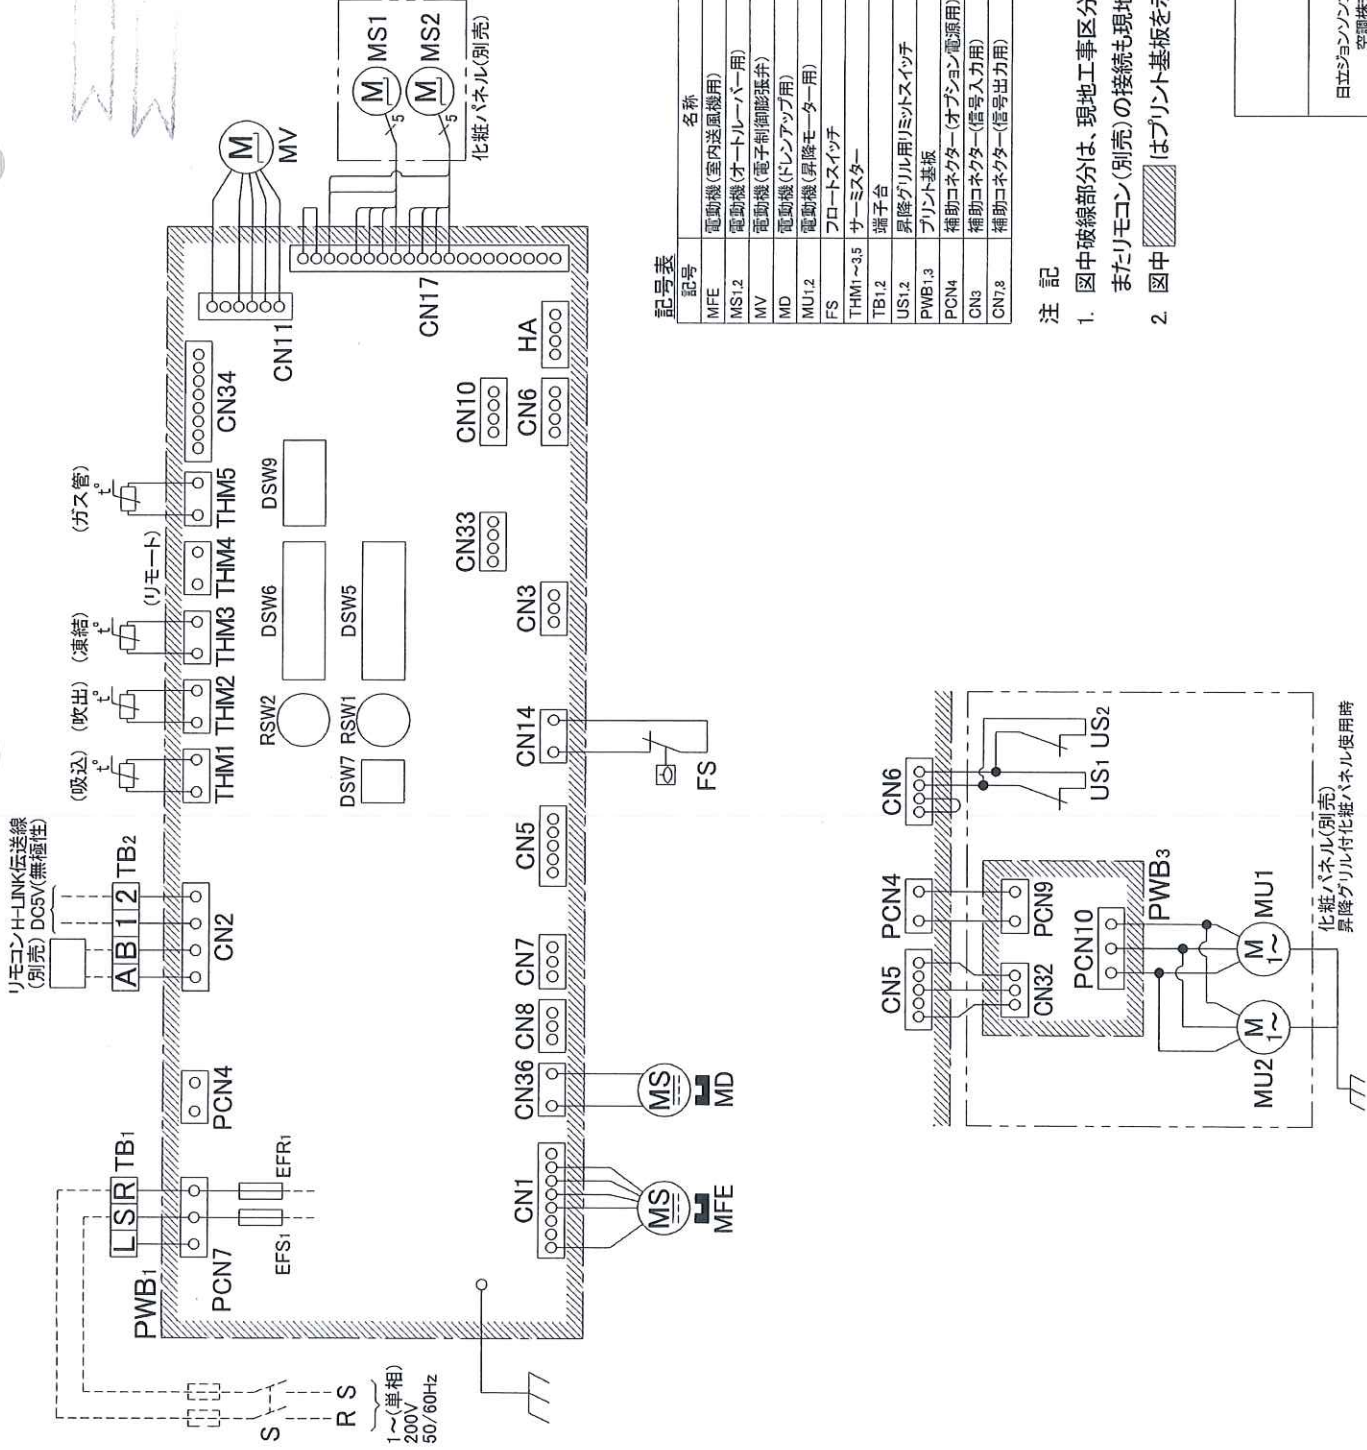 リモコン H-LINK伝送線
(別売) DC5V(無極性)
L S R TB1
A B 1 2 TB2
(吸込)
t°
(吹出)
t°
(凍結)
t°
(リモート)
(ガス管)
t°
PWB1
PCN7
PCN4
CN2
THM1
THM2
THM3
THM4
THM5
CN34
CN11
M
MV
EFS1
EFR1
DSW7
RSW2
RSW1
DSW6
DSW5
DSW9
S
R S
1~(単相)
200V
50/60Hz
CN17
M MS1
M MS2
5
5
化粧パネル(別売)
CN33
CN10
CN1
CN36
CN8
CN7
CN5
CN14
CN3
CN6
HA
MS
MFE
MS
MD
FS
CN5
PCN4
CN6
CN32
PCN9
PCN10
PWB3
US1
US2
M
1~
MU2
M
1~
MU1
化粧パネル(別売)
昇降グリル付化粧パネル使用時
記号表
記号 名称
MFE 電動機(室内送風機用)
MS1,2 電動機(オートルーバー用)
MV 電動機(電子制御膨張弁)
MD 電動機(ドレンアップ用)
MU1,2 電動機(昇降モーター用)
FS フロートスイッチ
THM1~3,5 サーミスター
TB1,2 端子台
US1,2 昇降グリル用リミットスイッチ
PWB1,3 プリント基板
PCN4 補助コネクター(オプション電源用)
CN3 補助コネクター(信号入力用)
CN7,8 補助コネクター(信号出力用)
注 記
1. 図中破線部分は、現地工事区分
またリモコン(別売)の接続も現地
2. 図中 はプリント基板を
日立ジョンソン
空調株